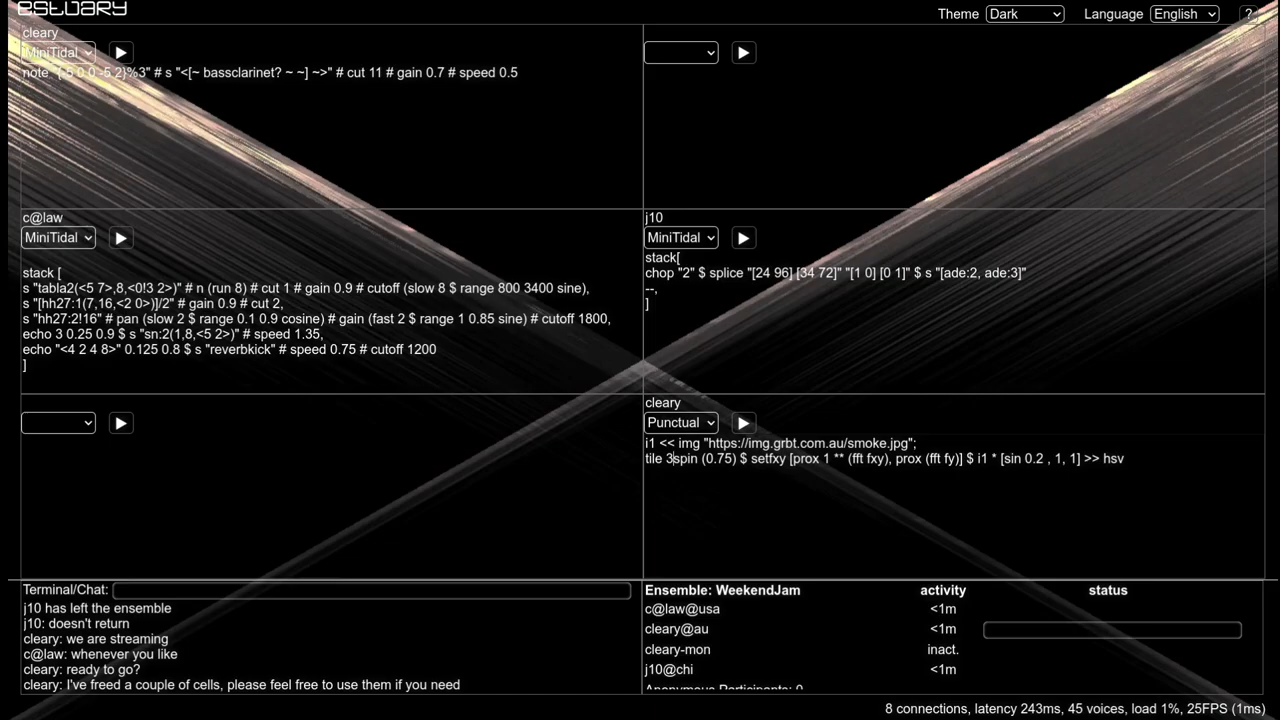 estuary
Theme Dark Language English ?
cleary
MiniTidal
note "{-5 0 0 -5 2}%3" # s "<[~ bassclarinet? ~ ~] ~>" # cut 11 # gain 0.7 # speed 0.5
c@law
MiniTidal
stack [
s "tabla2(<5 7>,8,<0!3 2>)" # n (run 8) # cut 1 # gain 0.9 # cutoff (slow 8 $ range 800 3400 sine),
s "[hh27:1(7,16,<2 0>)]/2" # gain 0.9 # cut 2,
s "hh27:2!16" # pan (slow 2 $ range 0.1 0.9 cosine) # gain (fast 2 $ range 1 0.85 sine) # cutoff 1800,
echo 3 0.25 0.9 $ s "sn:2(1,8,<5 2>)" # speed 1.35,
echo "<4 2 4 8>" 0.125 0.8 $ s "reverbkick" # speed 0.75 # cutoff 1200
]
j10
MiniTidal
stack[
chop "2" $ splice "[24 96] [34 72]" "[1 0] [0 1]" $ s "[ade:2, ade:3]"
--,
]
cleary
Punctual
i1 << img "https://img.grbt.com.au/smoke.jpg";
tile 3spin (0.75) $ setfxy [prox 1 ** (fft fxy), prox (fft fy)] $ i1 * [sin 0.2 , 1, 1] >> hsv
Terminal/Chat:
j10 has left the ensemble
j10: doesn't return
cleary: we are streaming
c@law: whenever you like
cleary: ready to go?
cleary: I've freed a couple of cells, please feel free to use them if you need
Ensemble: WeekendJam activity status
c@law@usa <1m
cleary@au <1m
cleary-mon inact.
j10@chi <1m
Anonymous Participants: 0
8 connections, latency 243ms, 45 voices, load 1%, 25FPS (1ms)